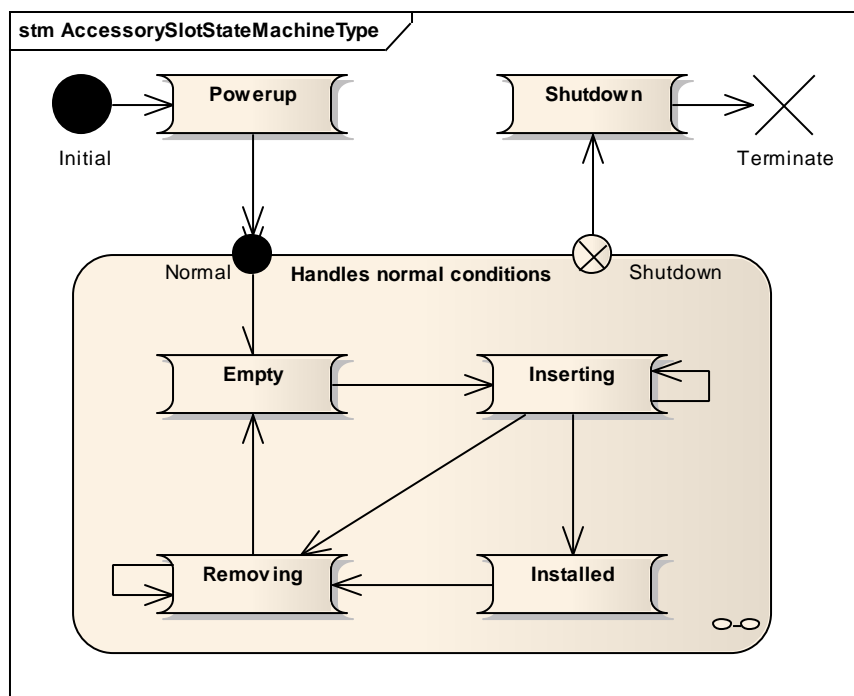 stm AccessorySlotStateMachineType
Powerup
Shutdown
Initial
Terminate
Normal
Handles normal conditions
Shutdown
Empty
Inserting
Removing
Installed